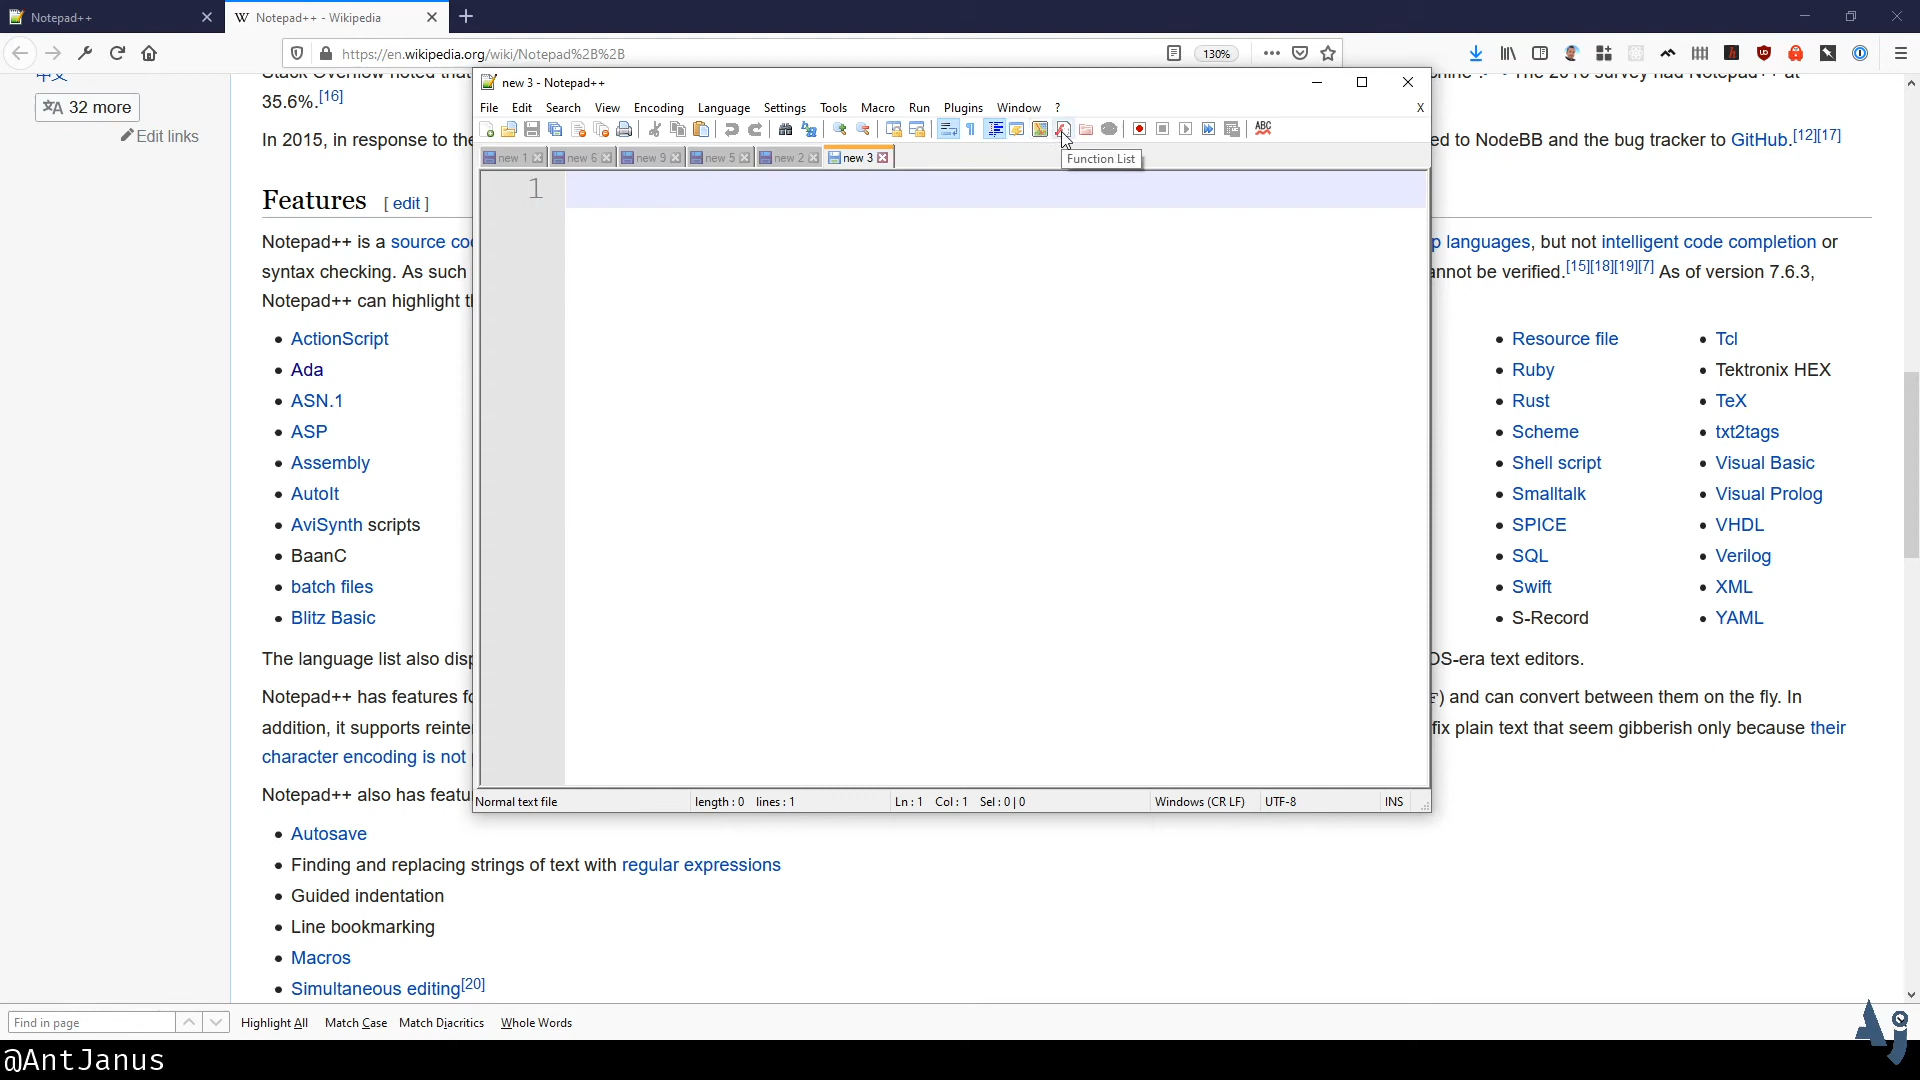 Notepad++
W Notepad++ - Wikipedia
https://en.wikipedia.org/wiki/Notepad%2B%2B
130%
中文
32 more
Edit links
35.6%.[16]
In 2015, in response to the
ed to NodeBB and the bug tracker to GitHub.[12][17]
Features [ edit ]
Notepad++ is a source co
p languages, but not intelligent code completion or
syntax checking. As such
annot be verified.[15][18][19][7] As of version 7.6.3,
Notepad++ can highlight t
ActionScript
Ada
ASN.1
ASP
Assembly
AutoIt
AviSynth scripts
BaanC
batch files
Blitz Basic
Resource file
Ruby
Rust
Scheme
Shell script
Smalltalk
SPICE
SQL
Swift
S-Record
Tcl
Tektronix HEX
TeX
txt2tags
Visual Basic
Visual Prolog
VHDL
Verilog
XML
YAML
The language list also disp
OS-era text editors.
Notepad++ has features fo
) and can convert between them on the fly. In
addition, it supports reinte
fix plain text that seem gibberish only because their
character encoding is not
Notepad++ also has featu
Autosave
Finding and replacing strings of text with regular expressions
Guided indentation
Line bookmarking
Macros
Simultaneous editing[20]
new 3 - Notepad++
File Edit Search View Encoding Language Settings Tools Macro Run Plugins Window ? X
ABC
new 1 new 6 new 9 new 5 new 2 new 3
Function List
1
Normal text file length : 0 lines : 1 Ln : 1 Col : 1 Sel : 0 | 0 Windows (CR LF) UTF-8 INS
Find in page Highlight All Match Case Match Diacritics Whole Words
@AntJanus